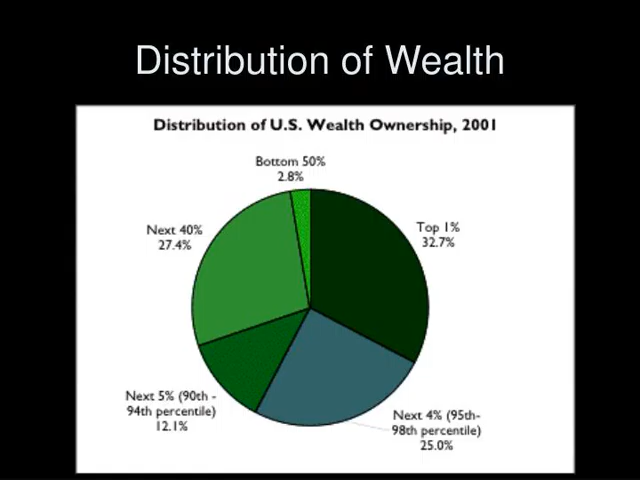 Distribution of Wealth
Distribution of U.S. Wealth Ownership, 2001
Bottom 50%
2.8%
Next 40%
27.4%
Top 1%
32.7%
Next 5% (90th -
94th percentile)
12.1%
Next 4% (95th-
98th percentile)
25.0%